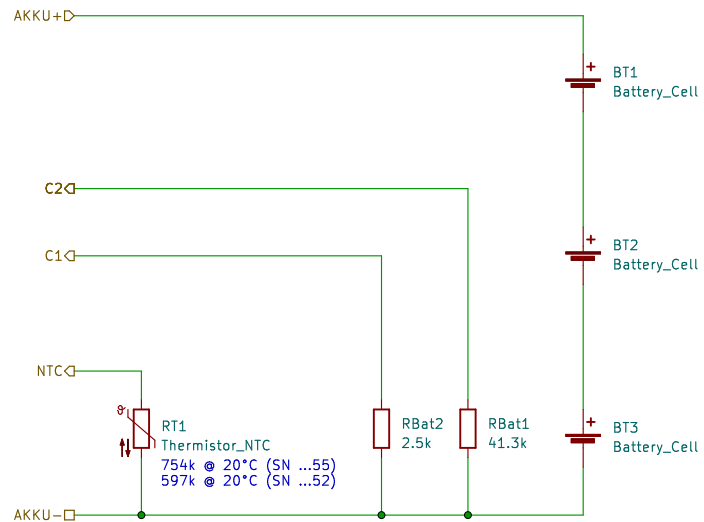 AKKU+
+
BT1
Battery_Cell
C2
+
BT2
Battery_Cell
C1
NTC
ϑ
RT1
Thermistor_NTC
754k @ 20°C (SN ...55)
597k @ 20°C (SN ...52)
RBat2
2.5k
RBat1
41.3k
+
BT3
Battery_Cell
AKKU-